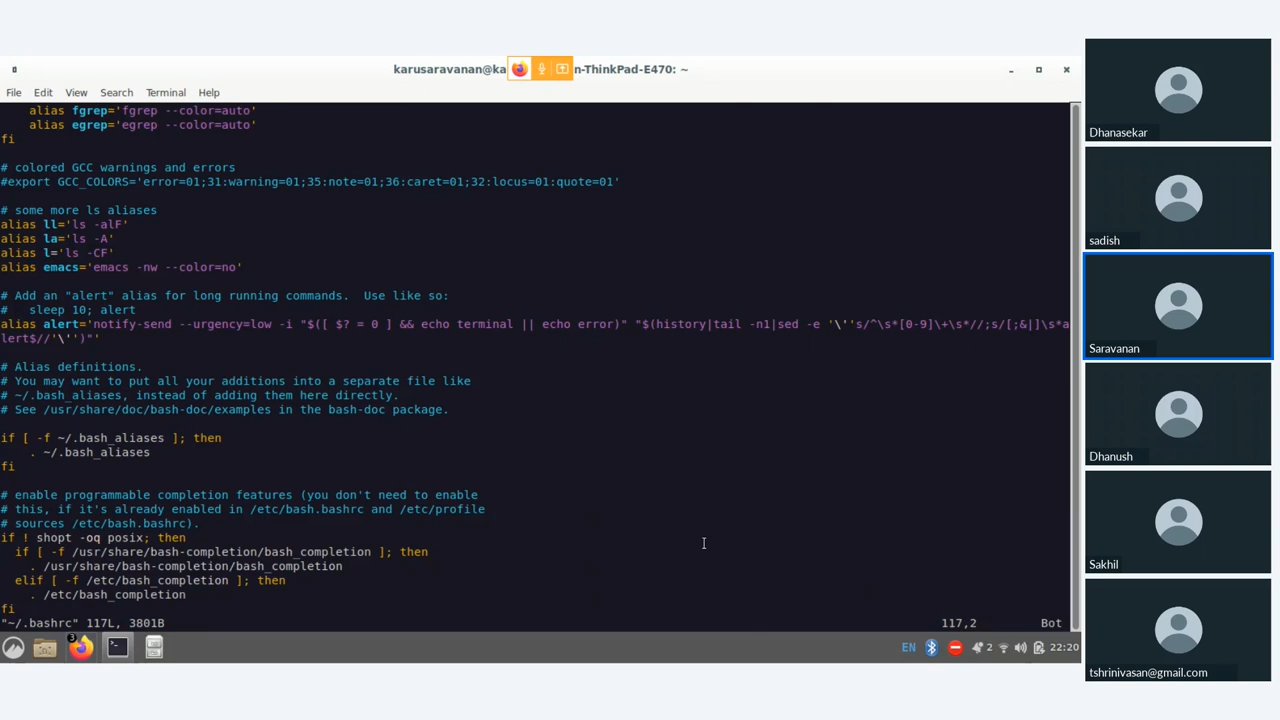 karusaravanan@ka n-ThinkPad-E470: ~
File Edit View Search Terminal Help
    alias fgrep='fgrep --color=auto'
    alias egrep='egrep --color=auto'
fi

# colored GCC warnings and errors
#export GCC_COLORS='error=01;31:warning=01;35:note=01;36:caret=01;32:locus=01:quote=01'

# some more ls aliases
alias ll='ls -alF'
alias la='ls -A'
alias l='ls -CF'
alias emacs='emacs -nw --color=no'

# Add an "alert" alias for long running commands.  Use like so:
#   sleep 10; alert
alias alert='notify-send --urgency=low -i "$([ $? = 0 ] && echo terminal || echo error)" "$(history|tail -n1|sed -e '\''s/^\s*[0-9]\+\s*//;s/[;&|]\s*a
lert$//'\'')"'

# Alias definitions.
# You may want to put all your additions into a separate file like
# ~/.bash_aliases, instead of adding them here directly.
# See /usr/share/doc/bash-doc/examples in the bash-doc package.

if [ -f ~/.bash_aliases ]; then
    . ~/.bash_aliases
fi

# enable programmable completion features (you don't need to enable
# this, if it's already enabled in /etc/bash.bashrc and /etc/profile
# sources /etc/bash.bashrc).
if ! shopt -oq posix; then
  if [ -f /usr/share/bash-completion/bash_completion ]; then
    . /usr/share/bash-completion/bash_completion
  elif [ -f /etc/bash_completion ]; then
    . /etc/bash_completion
fi
"~/.bashrc" 117L, 3801B 117,2 Bot
3 EN 2 22:20
Dhanasekar
sadish
Saravanan
Dhanush
Sakhil
tshrinivasan@gmail.com